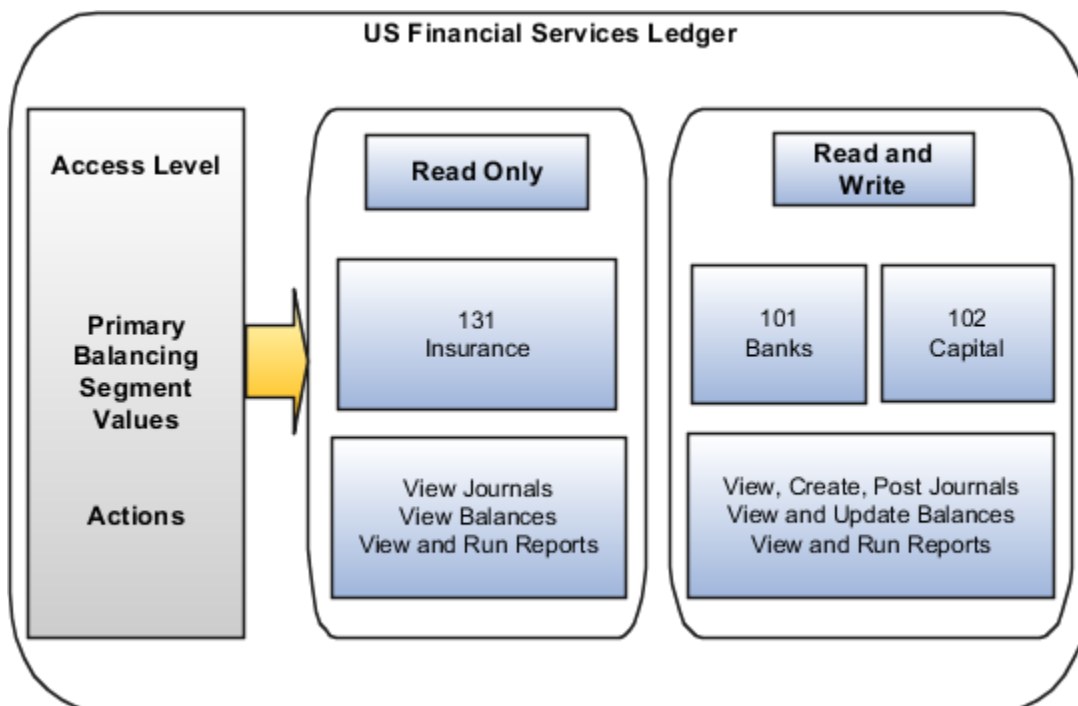 US Financial Services Ledger
Access Level
Primary
Balancing
Segment
Values
Actions
Read Only
131
Insurance
View Journals
View Balances
View and Run Reports
Read and
Write
101
Banks
102
Capital
View, Create, Post Journals
View and Update Balances
View and Run Reports